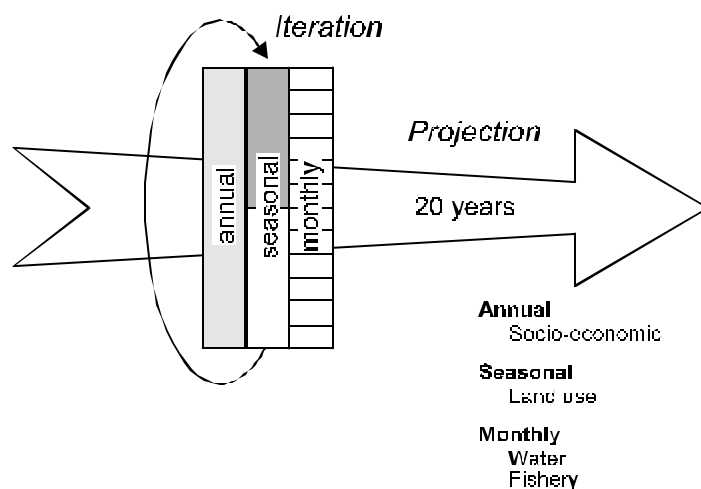 Iteration
annual
seasonal
monthly
Projection
20 years
Annual
Socio-economic
Seasonal
Land use
Monthly
Water
Fishery